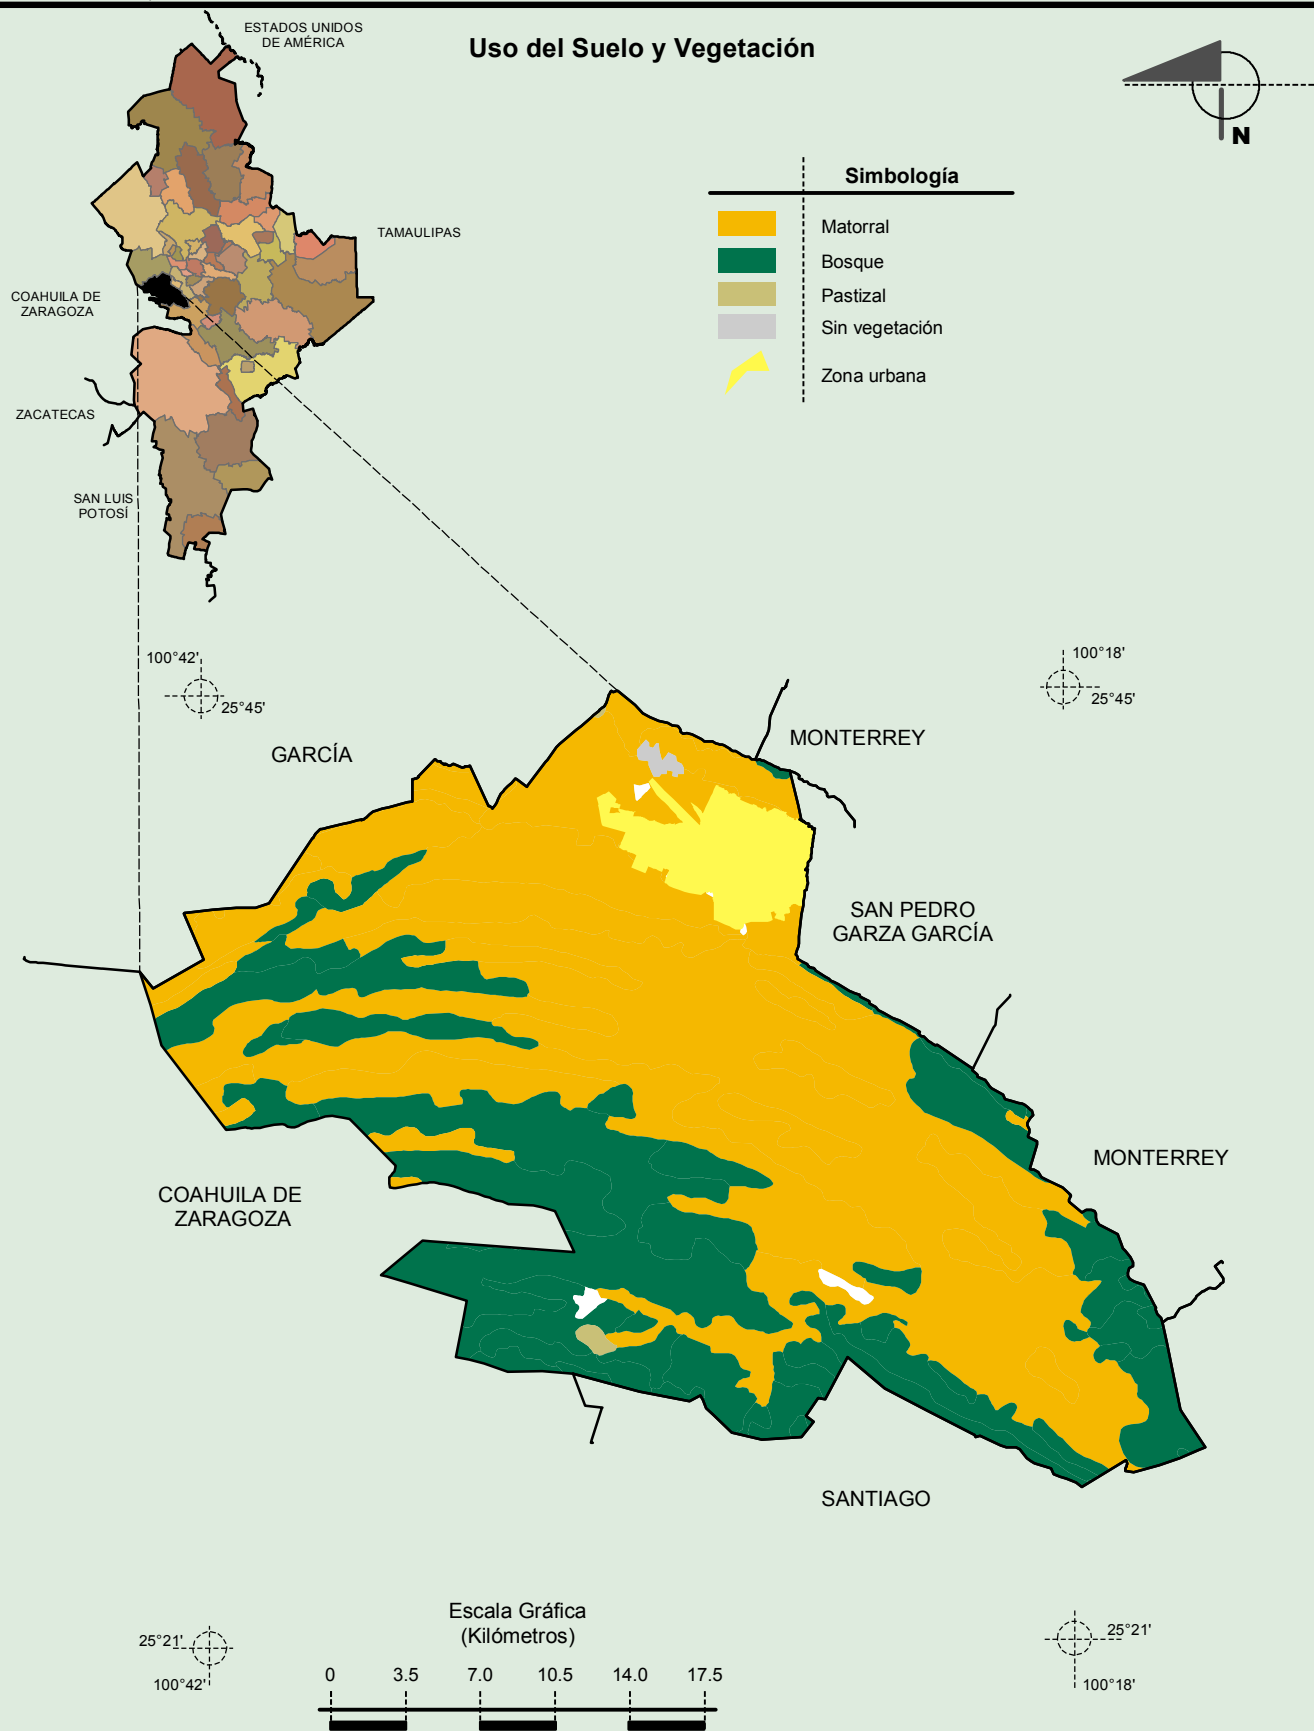 Uso del Suelo y Vegetación
ESTADOS UNIDOS
DE AMÉRICA
N
Simbología
Matorral
Bosque
Pastizal
Sin vegetación
Zona urbana
TAMAULIPAS
COAHUILA DE
ZARAGOZA
ZACATECAS
SAN LUIS
POTOSÍ
100°42'
25°45'
100°18'
25°45'
GARCÍA
MONTERREY
SAN PEDRO
GARZA GARCÍA
MONTERREY
COAHUILA DE
ZARAGOZA
SANTIAGO
Escala Gráfica
(Kilómetros)
0 3.5 7.0 10.5 14.0 17.5
25°21'
100°42'
25°21'
100°18'